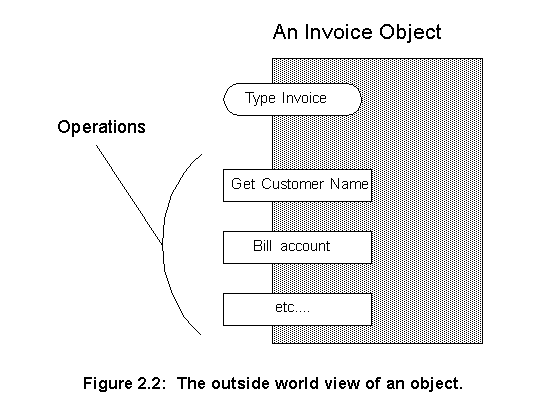 An Invoice Object
Type Invoice
Operations
Get Customer Name
Bill account
etc....
Figure 2.2: The outside world view of an object.